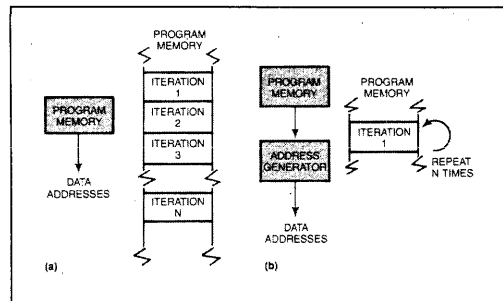 PROGRAM
MEMORY
DATA
ADDRESSES
(a)
PROGRAM
MEMORY
ITERATION
1
ITERATION
2
ITERATION
3
ITERATION
N
PROGRAM
MEMORY
ADDRESS
GENERATOR
DATA
ADDRESSES
(b)
PROGRAM
MEMORY
ITERATION
1
REPEAT
N TIMES